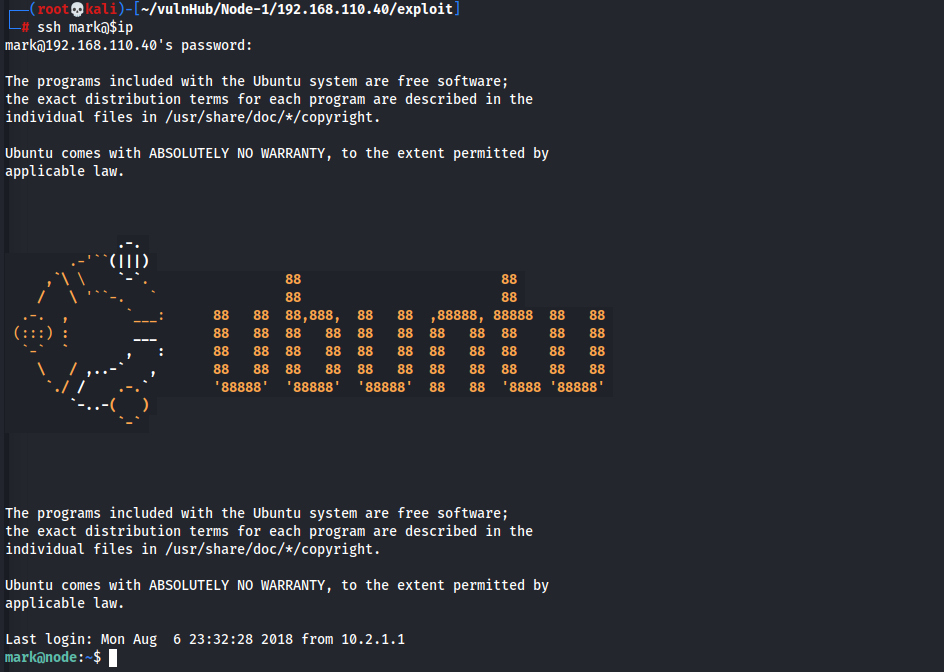 ┌──(root💀kali)-[~/vulnHub/Node-1/192.168.110.40/exploit]
└─# ssh mark@$ip
mark@192.168.110.40's password:

The programs included with the Ubuntu system are free software;
the exact distribution terms for each program are described in the
individual files in /usr/share/doc/*/copyright.

Ubuntu comes with ABSOLUTELY NO WARRANTY, to the extent permitted by
applicable law.

              .-.
        .-'``(|||)
     ,`\ \    `-`.                 88                         88
    /   \ '``-.   `                88                         88
  .-.  ,       `___:      88   88  88,888,  88   88  ,88888, 88888  88   88
 (:::) :        ___       88   88  88   88  88   88  88   88  88    88   88
  `-`  `       ,   :      88   88  88   88  88   88  88   88  88    88   88
    \   / ,..-`   ,       88   88  88   88  88   88  88   88  88    88   88
     `./ /    .-.`        '88888'  '88888'  '88888'  88   88  '8888 '88888'
        `-..-(   )
              `-`

The programs included with the Ubuntu system are free software;
the exact distribution terms for each program are described in the
individual files in /usr/share/doc/*/copyright.

Ubuntu comes with ABSOLUTELY NO WARRANTY, to the extent permitted by
applicable law.

Last login: Mon Aug  6 23:32:28 2018 from 10.2.1.1
mark@node:~$